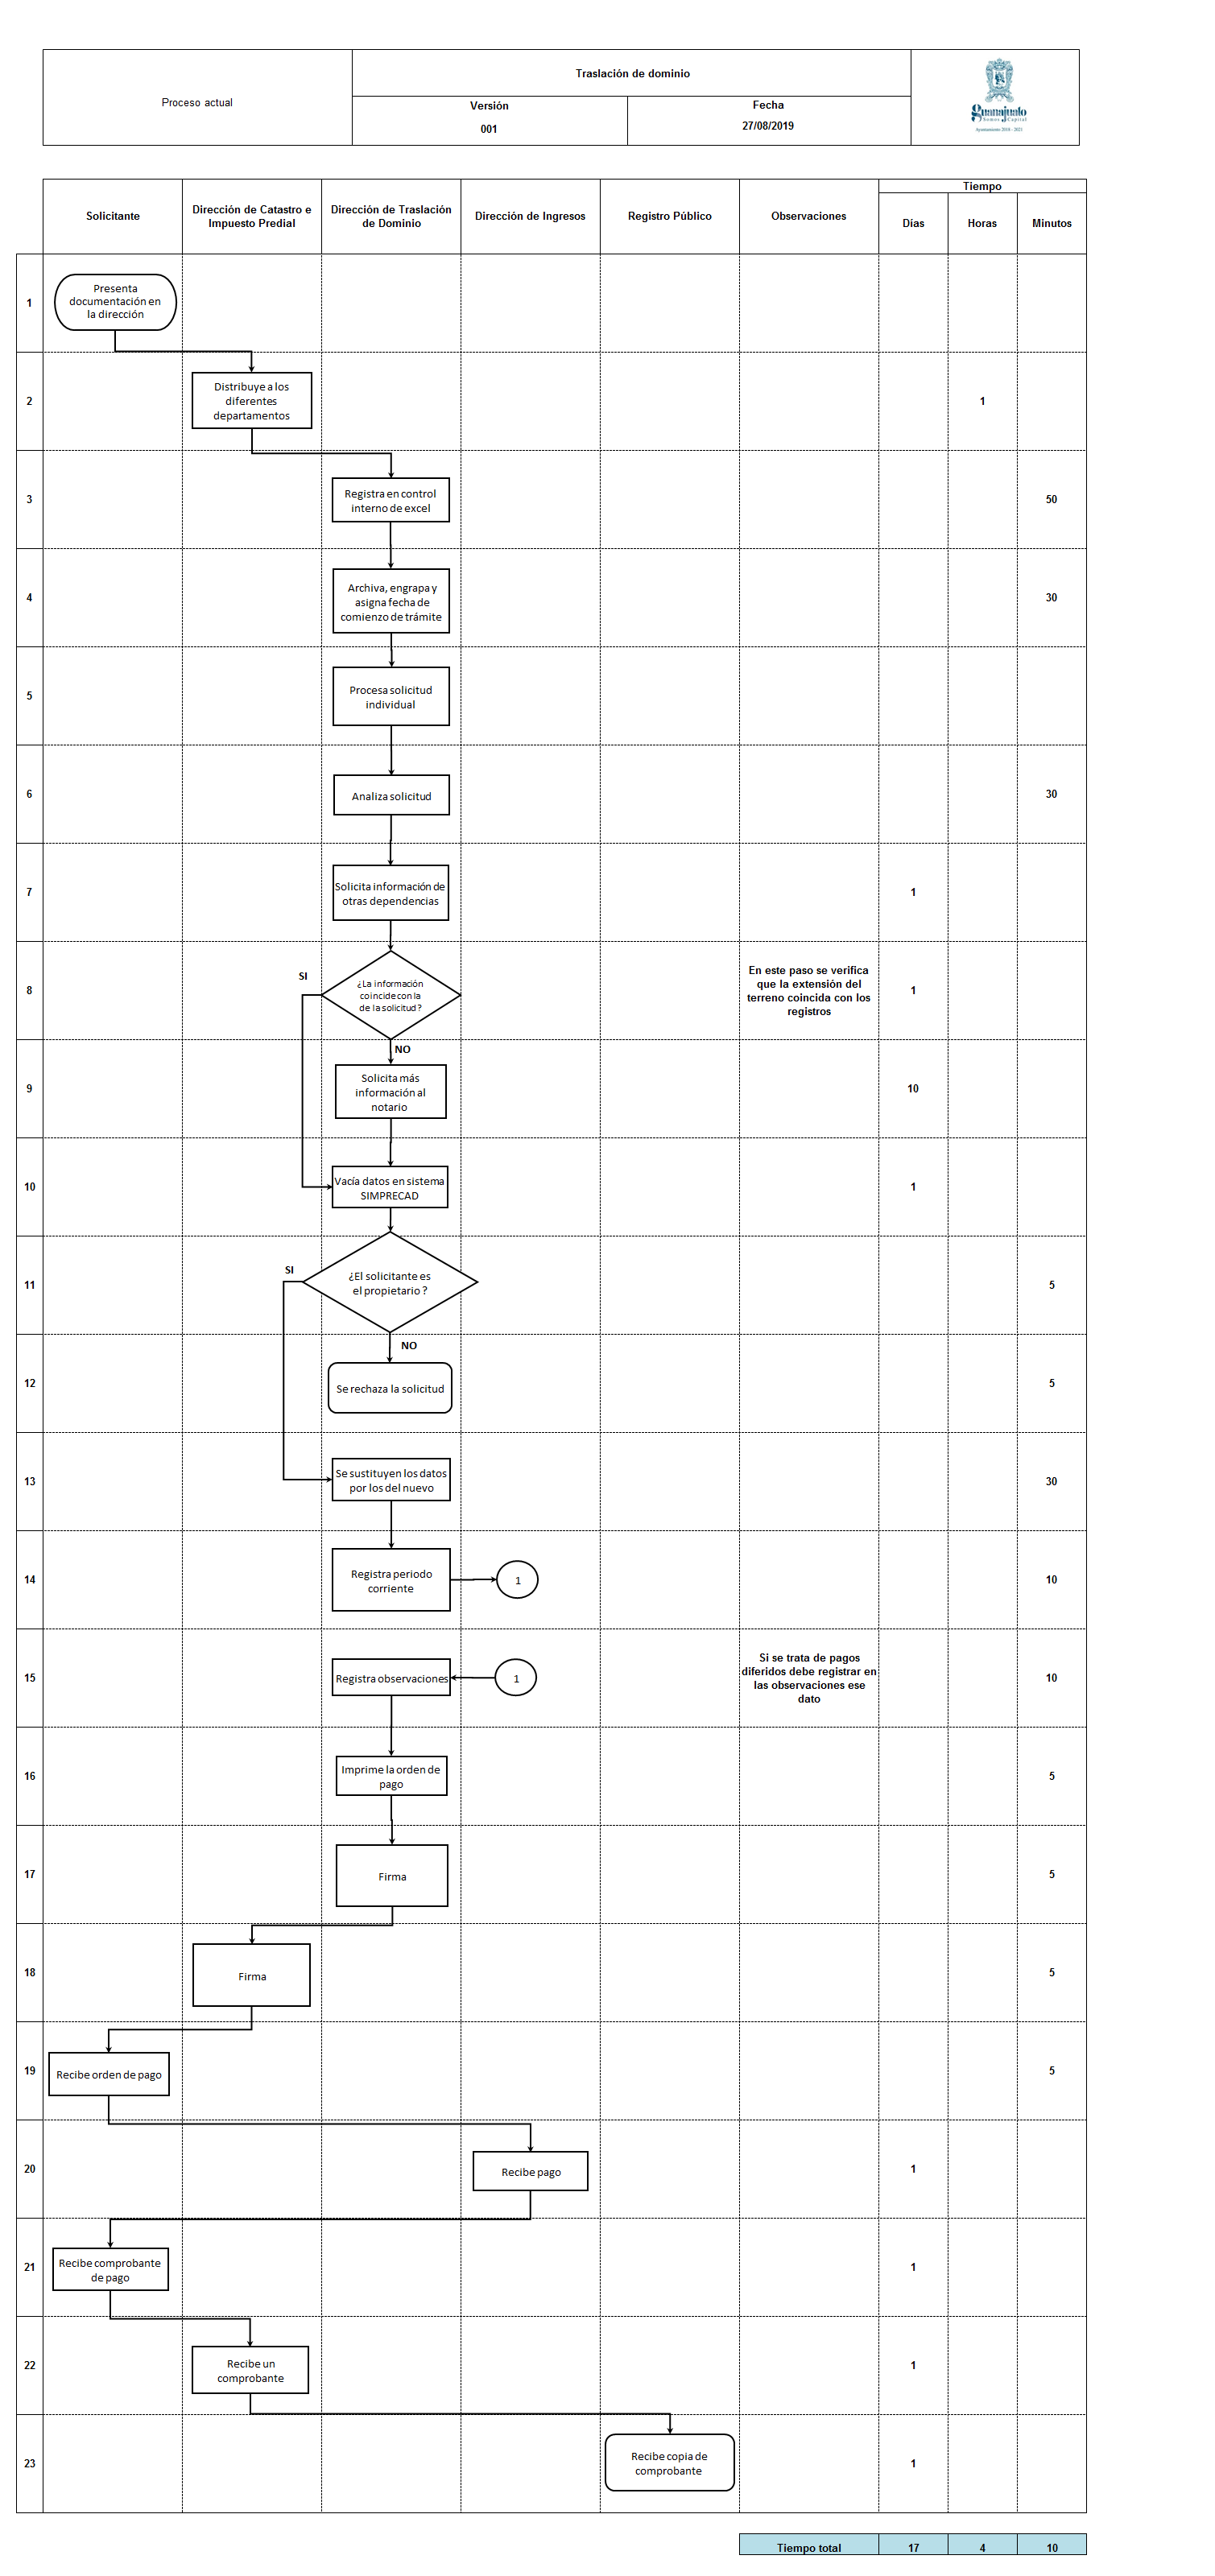 Proceso actual
Traslación de dominio
Versión
001
Fecha
27/08/2019
guanajuato
Somos Capital
Ayuntamiento 2018 - 2021
Solicitante
Dirección de Catastro e
Impuesto Predial
Dirección de Traslación
de Dominio
Dirección de Ingresos
Registro Público
Observaciones
Tiempo
Días
Horas
Minutos
1
Presenta
documentación en
la dirección
2
Distribuye a los
diferentes
departamentos
1
3
Registra en control
interno de excel
50
4
Archiva, engrapa y
asigna fecha de
comienzo de trámite
30
5
Procesa solicitud
individual
6
Analiza solicitud
30
7
Solicita información de
otras dependencias
1
8
SI
¿La información
coincide con la
de la solicitud ?
NO
En este paso se verifica
que la extensión del
terreno coincida con los
registros
1
9
Solicita más
información al
notario
10
10
Vacía datos en sistema
SIMPRECAD
1
11
SI
¿El solicitante es
el propietario ?
5
12
NO
Se rechaza la solicitud
5
13
Se sustituyen los datos
por los del nuevo
30
14
Registra periodo
corriente
1
10
15
Registra observaciones
1
Si se trata de pagos
diferidos debe registrar en
las observaciones ese
dato
10
16
Imprime la orden de
pago
5
17
Firma
5
18
Firma
5
19
Recibe orden de pago
5
20
Recibe pago
1
21
Recibe comprobante
de pago
1
22
Recibe un
comprobante
1
23
Recibe copia de
comprobante
1
Tiempo total
17
4
10